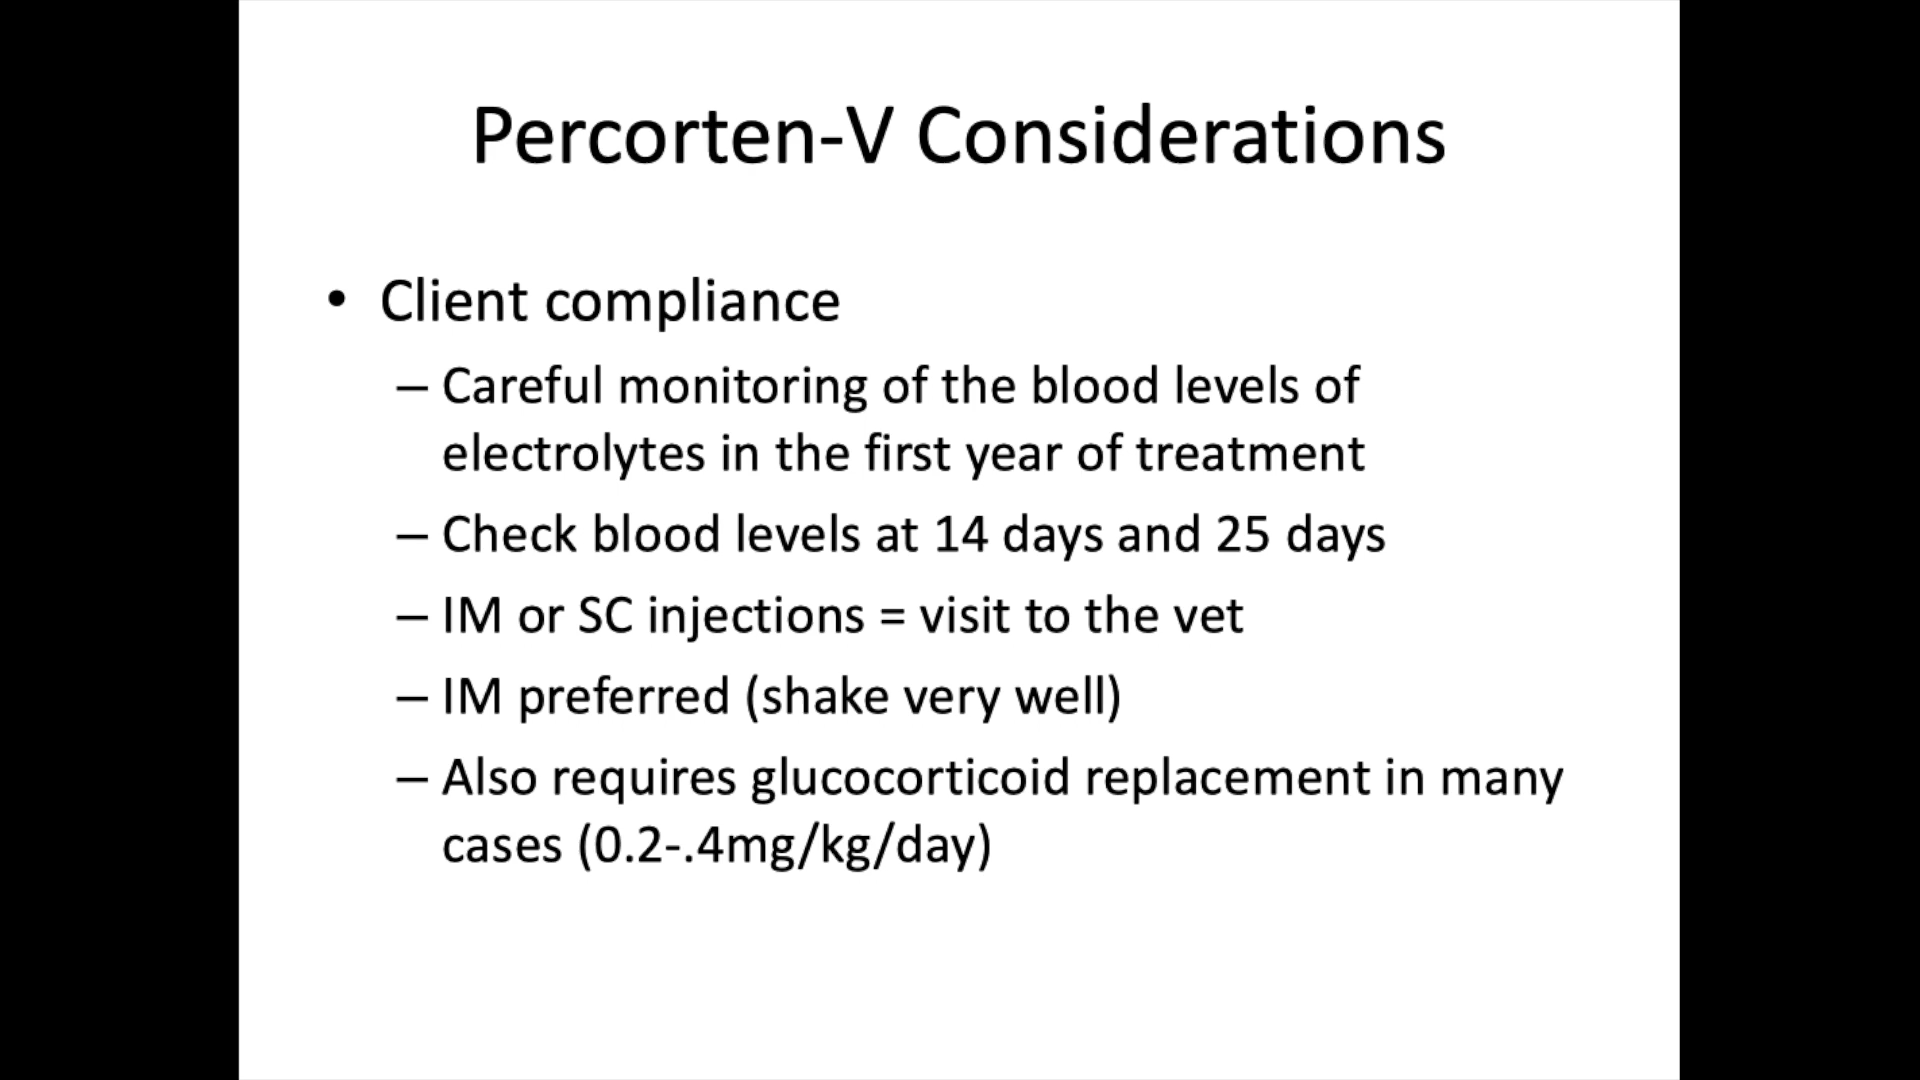 Percorten-V Considerations
• Client compliance
– Careful monitoring of the blood levels of
electrolytes in the first year of treatment
– Check blood levels at 14 days and 25 days
– IM or SC injections = visit to the vet
– IM preferred (shake very well)
– Also requires glucocorticoid replacement in many
cases (0.2-.4mg/kg/day)